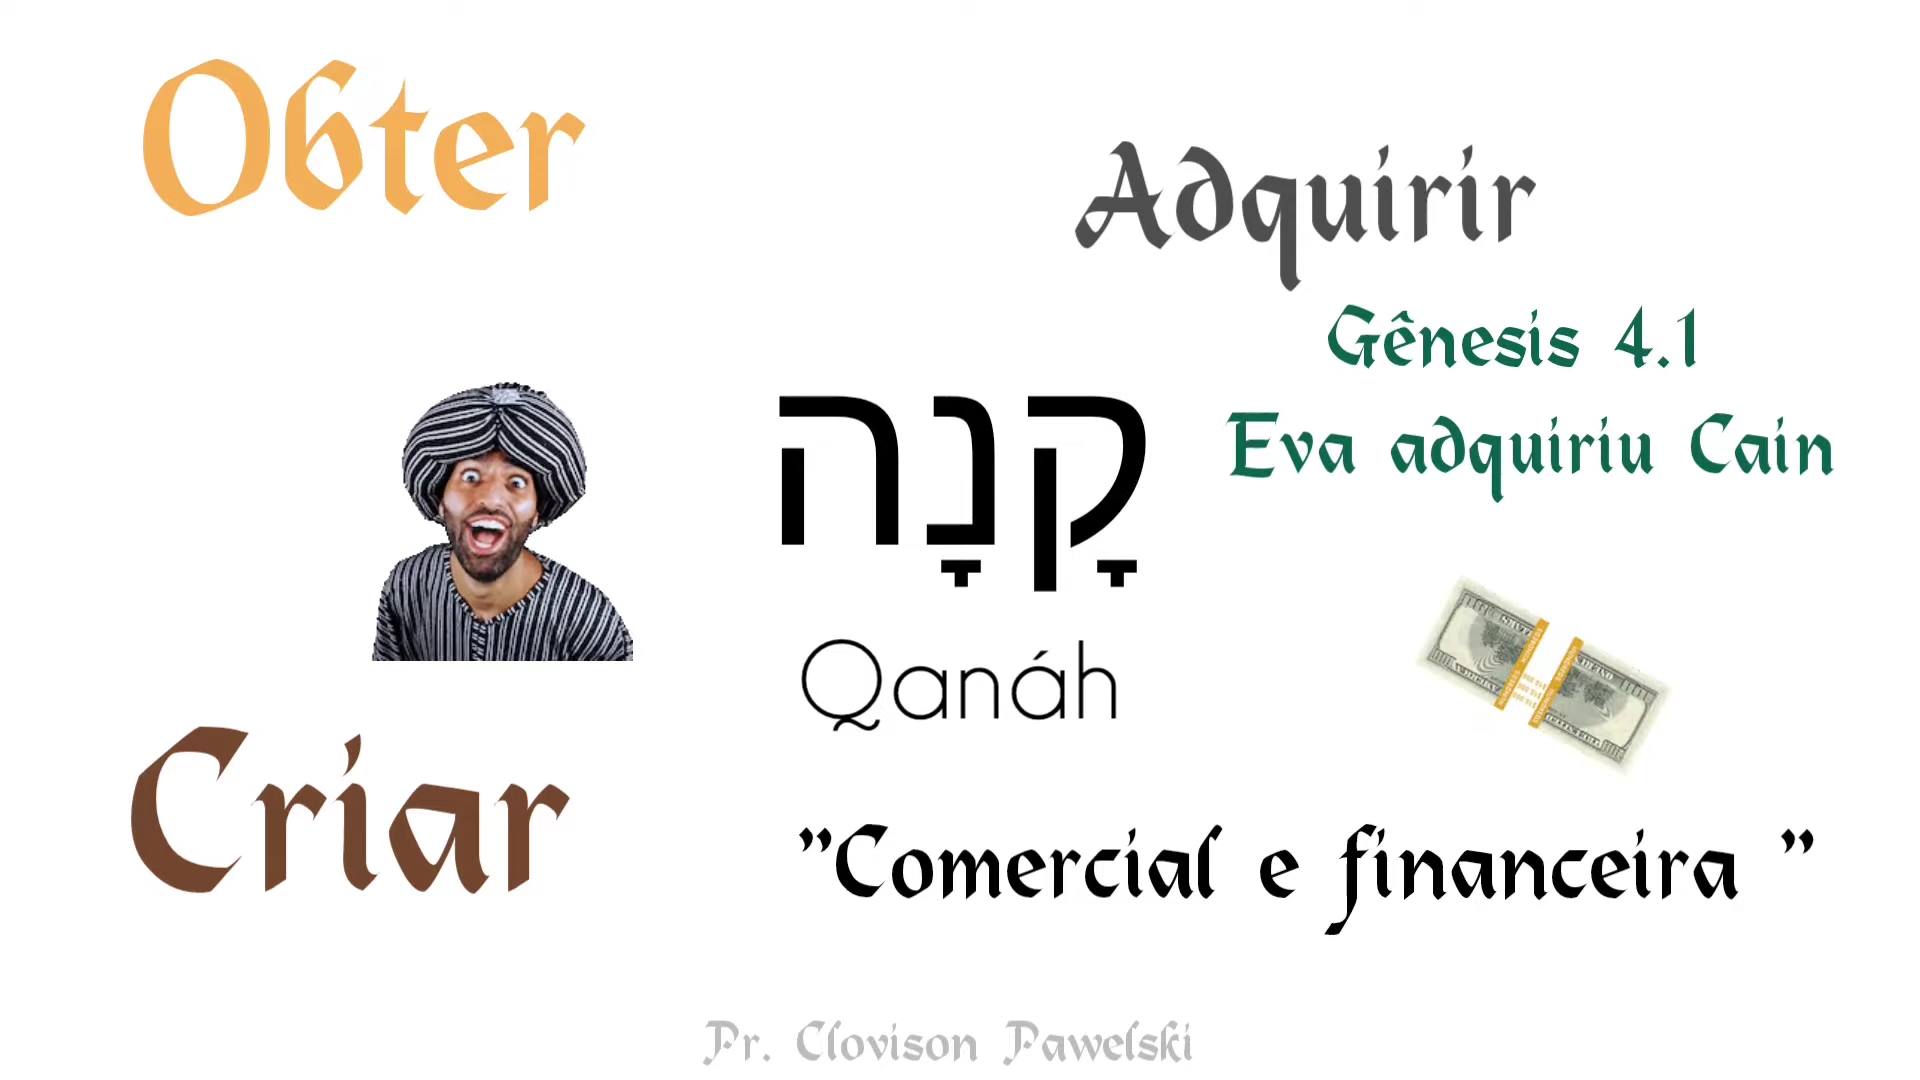 Obter
Adquirir
Gênesis 4.1
Eva adquiriu Cain
קָנָה
Qanáh
Criar
"Comercial e financeira "
Pr. Clovison Pawelski